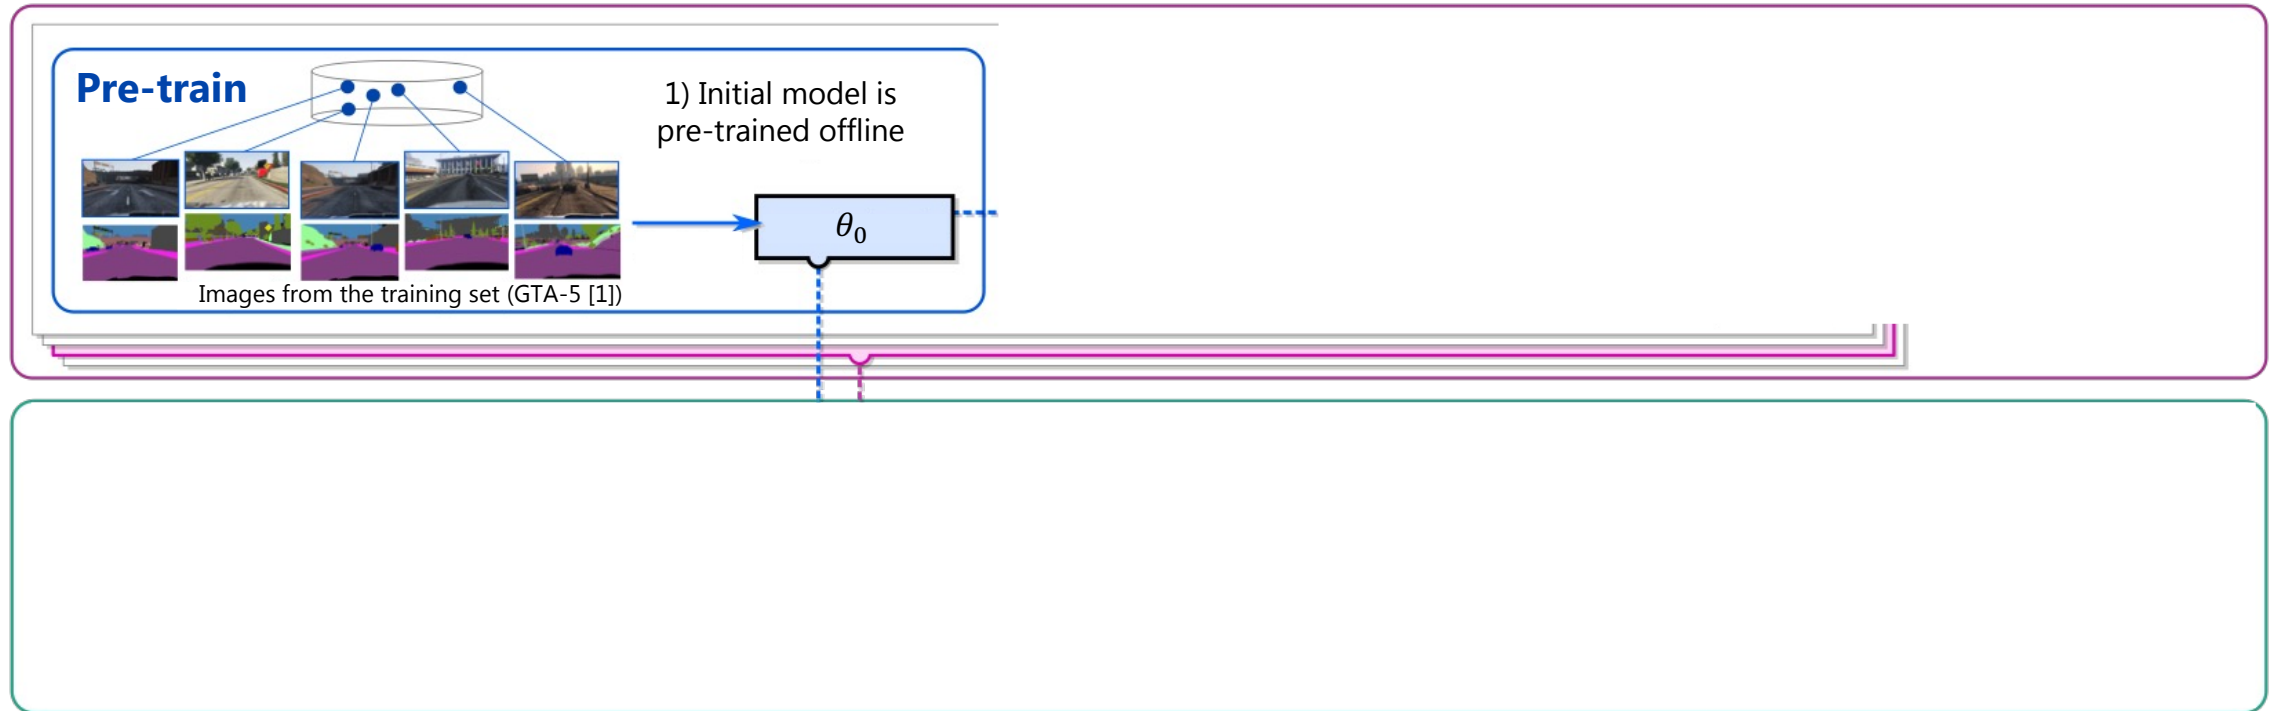 Pre-train
1) Initial model is
pre-trained offline
θ₀
Images from the training set (GTA-5 [1])